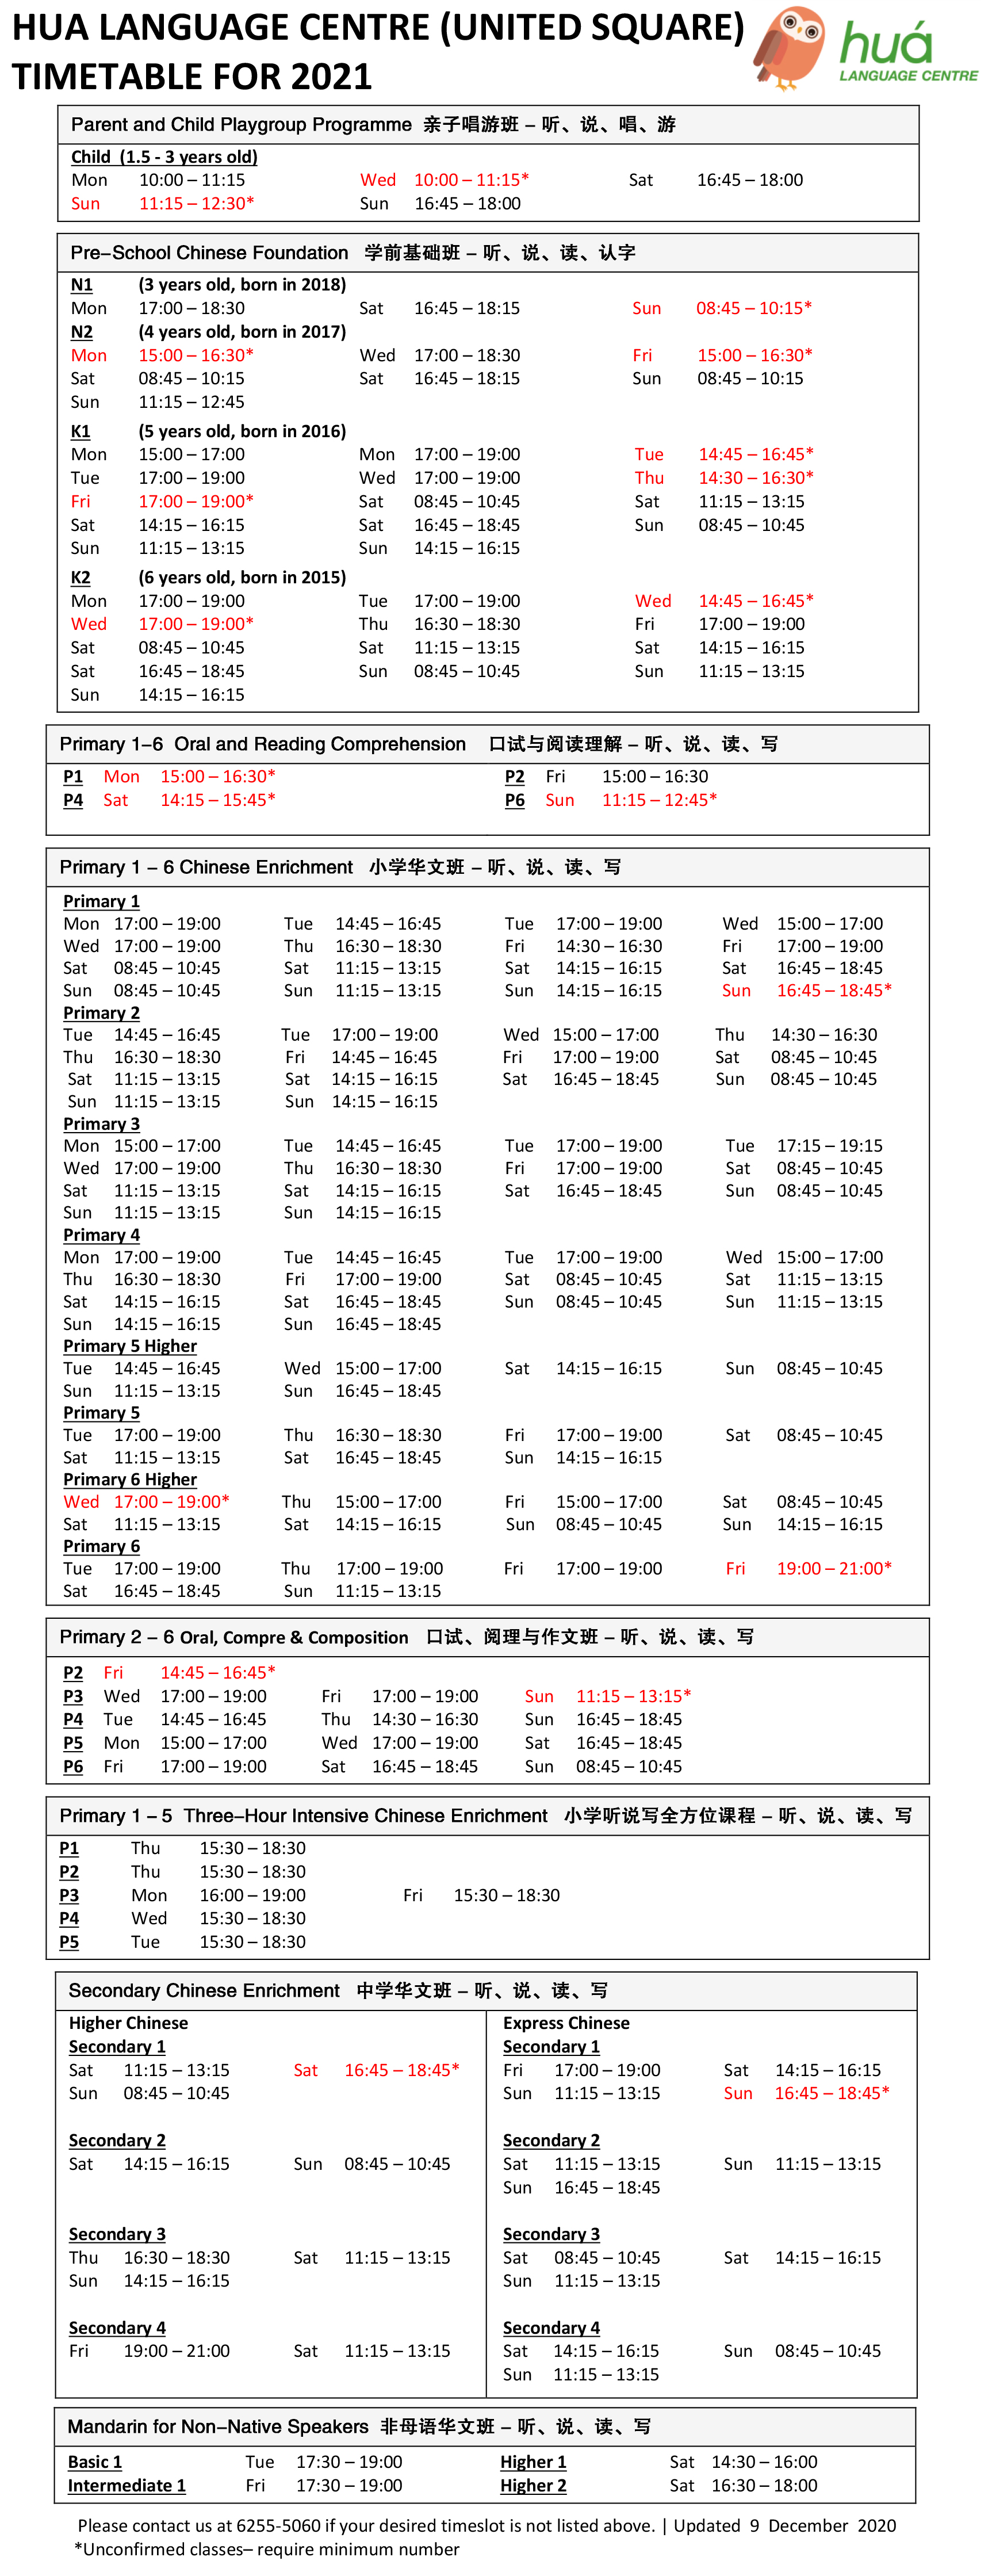 HUA LANGUAGE CENTRE (UNITED SQUARE)
TIMETABLE FOR 2021
huá
LANGUAGE CENTRE
Parent and Child Playgroup Programme 亲子唱游班 – 听、说、唱、游
Child (1.5 - 3 years old)
Mon 10:00 – 11:15 Wed 10:00 – 11:15* Sat 16:45 – 18:00
Sun 11:15 – 12:30* Sun 16:45 – 18:00
Pre–School Chinese Foundation 学前基础班 – 听、说、读、认字
N1 (3 years old, born in 2018)
Mon 17:00 – 18:30 Sat 16:45 – 18:15 Sun 08:45 – 10:15*
N2 (4 years old, born in 2017)
Mon 15:00 – 16:30* Wed 17:00 – 18:30 Fri 15:00 – 16:30*
Sat 08:45 – 10:15 Sat 16:45 – 18:15 Sun 08:45 – 10:15
Sun 11:15 – 12:45
K1 (5 years old, born in 2016)
Mon 15:00 – 17:00 Mon 17:00 – 19:00 Tue 14:45 – 16:45*
Tue 17:00 – 19:00 Wed 17:00 – 19:00 Thu 14:30 – 16:30*
Fri 17:00 – 19:00* Sat 08:45 – 10:45 Sat 11:15 – 13:15
Sat 14:15 – 16:15 Sat 16:45 – 18:45 Sun 08:45 – 10:45
Sun 11:15 – 13:15 Sun 14:15 – 16:15
K2 (6 years old, born in 2015)
Mon 17:00 – 19:00 Tue 17:00 – 19:00 Wed 14:45 – 16:45*
Wed 17:00 – 19:00* Thu 16:30 – 18:30 Fri 17:00 – 19:00
Sat 08:45 – 10:45 Sat 11:15 – 13:15 Sat 14:15 – 16:15
Sat 16:45 – 18:45 Sun 08:45 – 10:45 Sun 11:15 – 13:15
Sun 14:15 – 16:15
Primary 1–6 Oral and Reading Comprehension 口试与阅读理解 – 听、说、读、写
P1 Mon 15:00 – 16:30* P2 Fri 15:00 – 16:30
P4 Sat 14:15 – 15:45* P6 Sun 11:15 – 12:45*
Primary 1 – 6 Chinese Enrichment 小学华文班 – 听、说、读、写
Primary 1
Mon 17:00 – 19:00 Tue 14:45 – 16:45 Tue 17:00 – 19:00 Wed 15:00 – 17:00
Wed 17:00 – 19:00 Thu 16:30 – 18:30 Fri 14:30 – 16:30 Fri 17:00 – 19:00
Sat 08:45 – 10:45 Sat 11:15 – 13:15 Sat 14:15 – 16:15 Sat 16:45 – 18:45
Sun 08:45 – 10:45 Sun 11:15 – 13:15 Sun 14:15 – 16:15 Sun 16:45 – 18:45*
Primary 2
Tue 14:45 – 16:45 Tue 17:00 – 19:00 Wed 15:00 – 17:00 Thu 14:30 – 16:30
Thu 16:30 – 18:30 Fri 14:45 – 16:45 Fri 17:00 – 19:00 Sat 08:45 – 10:45
Sat 11:15 – 13:15 Sat 14:15 – 16:15 Sat 16:45 – 18:45 Sun 08:45 – 10:45
Sun 11:15 – 13:15 Sun 14:15 – 16:15
Primary 3
Mon 15:00 – 17:00 Tue 14:45 – 16:45 Tue 17:00 – 19:00 Tue 17:15 – 19:15
Wed 17:00 – 19:00 Thu 16:30 – 18:30 Fri 17:00 – 19:00 Sat 08:45 – 10:45
Sat 11:15 – 13:15 Sat 14:15 – 16:15 Sat 16:45 – 18:45 Sun 08:45 – 10:45
Sun 11:15 – 13:15 Sun 14:15 – 16:15
Primary 4
Mon 17:00 – 19:00 Tue 14:45 – 16:45 Tue 17:00 – 19:00 Wed 15:00 – 17:00
Thu 16:30 – 18:30 Fri 17:00 – 19:00 Sat 08:45 – 10:45 Sat 11:15 – 13:15
Sat 14:15 – 16:15 Sat 16:45 – 18:45 Sun 08:45 – 10:45 Sun 11:15 – 13:15
Sun 14:15 – 16:15 Sun 16:45 – 18:45
Primary 5 Higher
Tue 14:45 – 16:45 Wed 15:00 – 17:00 Sat 14:15 – 16:15 Sun 08:45 – 10:45
Sun 11:15 – 13:15 Sun 16:45 – 18:45
Primary 5
Tue 17:00 – 19:00 Thu 16:30 – 18:30 Fri 17:00 – 19:00 Sat 08:45 – 10:45
Sat 11:15 – 13:15 Sat 16:45 – 18:45 Sun 14:15 – 16:15
Primary 6 Higher
Wed 17:00 – 19:00* Thu 15:00 – 17:00 Fri 15:00 – 17:00 Sat 08:45 – 10:45
Sat 11:15 – 13:15 Sat 14:15 – 16:15 Sun 08:45 – 10:45 Sun 14:15 – 16:15
Primary 6
Tue 17:00 – 19:00 Thu 17:00 – 19:00 Fri 17:00 – 19:00 Fri 19:00 – 21:00*
Sat 16:45 – 18:45 Sun 11:15 – 13:15
Primary 2 – 6 Oral, Compre & Composition 口试、阅理与作文班 – 听、说、读、写
P2 Fri 14:45 – 16:45*
P3 Wed 17:00 – 19:00 Fri 17:00 – 19:00 Sun 11:15 – 13:15*
P4 Tue 14:45 – 16:45 Thu 14:30 – 16:30 Sun 16:45 – 18:45
P5 Mon 15:00 – 17:00 Wed 17:00 – 19:00 Sat 16:45 – 18:45
P6 Fri 17:00 – 19:00 Sat 16:45 – 18:45 Sun 08:45 – 10:45
Primary 1 – 5 Three–Hour Intensive Chinese Enrichment 小学听说写全方位课程 – 听、说、读、写
P1 Thu 15:30 – 18:30
P2 Thu 15:30 – 18:30
P3 Mon 16:00 – 19:00 Fri 15:30 – 18:30
P4 Wed 15:30 – 18:30
P5 Tue 15:30 – 18:30
Secondary Chinese Enrichment 中学华文班 – 听、说、读、写
Higher Chinese
Secondary 1
Sat 11:15 – 13:15 Sat 16:45 – 18:45*
Sun 08:45 – 10:45
Secondary 2
Sat 14:15 – 16:15 Sun 08:45 – 10:45
Secondary 3
Thu 16:30 – 18:30 Sat 11:15 – 13:15
Sun 14:15 – 16:15
Secondary 4
Fri 19:00 – 21:00 Sat 11:15 – 13:15
Express Chinese
Secondary 1
Fri 17:00 – 19:00 Sat 14:15 – 16:15
Sun 11:15 – 13:15 Sun 16:45 – 18:45*
Secondary 2
Sat 11:15 – 13:15 Sun 11:15 – 13:15
Sun 16:45 – 18:45
Secondary 3
Sat 08:45 – 10:45 Sat 14:15 – 16:15
Sun 11:15 – 13:15
Secondary 4
Sat 14:15 – 16:15 Sun 08:45 – 10:45
Sun 11:15 – 13:15
Mandarin for Non–Native Speakers 非母语华文班 – 听、说、读、写
Basic 1 Tue 17:30 – 19:00 Higher 1 Sat 14:30 – 16:00
Intermediate 1 Fri 17:30 – 19:00 Higher 2 Sat 16:30 – 18:00
Please contact us at 6255-5060 if your desired timeslot is not listed above. | Updated 9 December 2020
*Unconfirmed classes– require minimum number